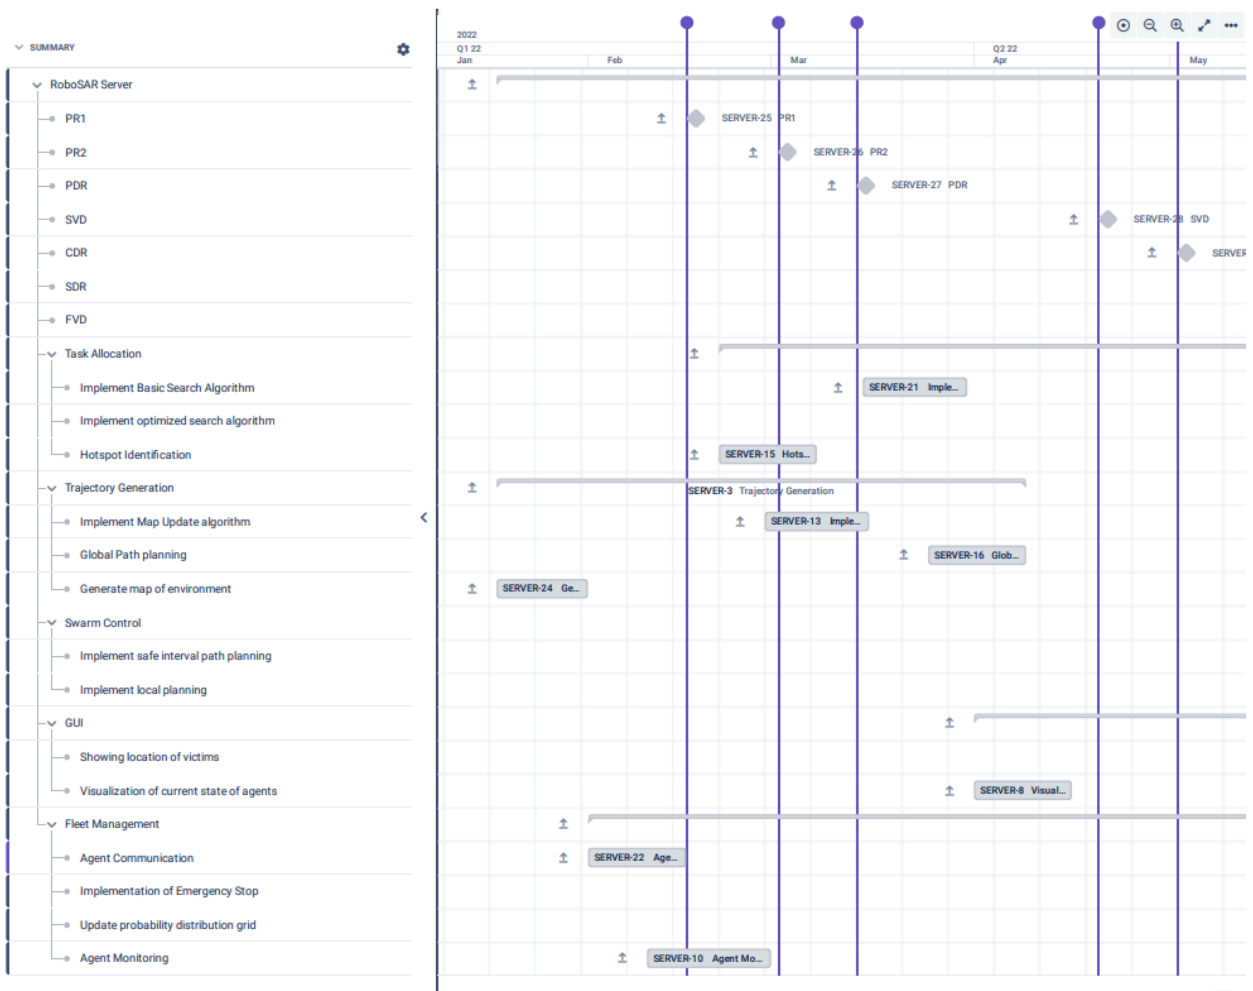 2022
SUMMARY
Q1 22 Q2 22
Jan Feb Mar Apr May
RoboSAR Server
PR1 SERVER-25 PR1
PR2 SERVER-26 PR2
PDR SERVER-27 PDR
SVD SERVER-28 SVD
CDR SERVER
SDR
FVD
Task Allocation
Implement Basic Search Algorithm SERVER-21 Imple...
Implement optimized search algorithm
Hotspot Identification SERVER-15 Hots...
Trajectory Generation SERVER-3 Trajectory Generation
Implement Map Update algorithm SERVER-13 Imple...
Global Path planning SERVER-16 Glob...
Generate map of environment SERVER-24 Ge...
Swarm Control
Implement safe interval path planning
Implement local planning
GUI
Showing location of victims
Visualization of current state of agents SERVER-8 Visual...
Fleet Management
Agent Communication SERVER-22 Age...
Implementation of Emergency Stop
Update probability distribution grid
Agent Monitoring SERVER-10 Agent Mo...